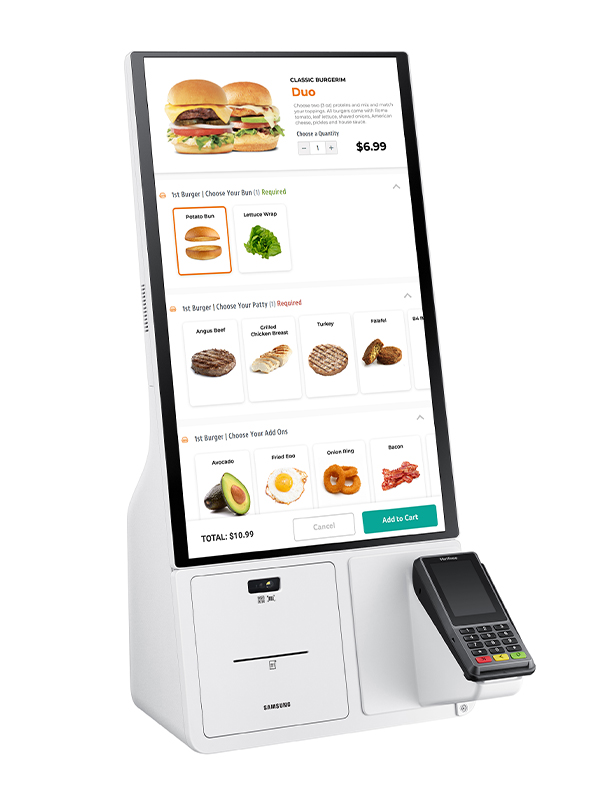 CLASSIC BURGERIM
Duo
Choose two (3 oz) proteins and mix and match
your toppings. All burgers come with Roma
tomato, leaf lettuce, shaved onions, American
cheese, pickles and house sauce.
Choose a Quantity
− 1 +
$6.99
1st Burger | Choose Your Bun (1) Required
Potato Bun
Lettuce Wrap
1st Burger | Choose Your Patty (1) Required
Angus Beef
Grilled
Chicken Breast
Turkey
Falafel
1st Burger | Choose Your Add Ons
Avocado
Fried Egg
Onion Ring
Bacon
TOTAL: $10.99
Cancel
Add to Cart
Verifone
SAMSUNG